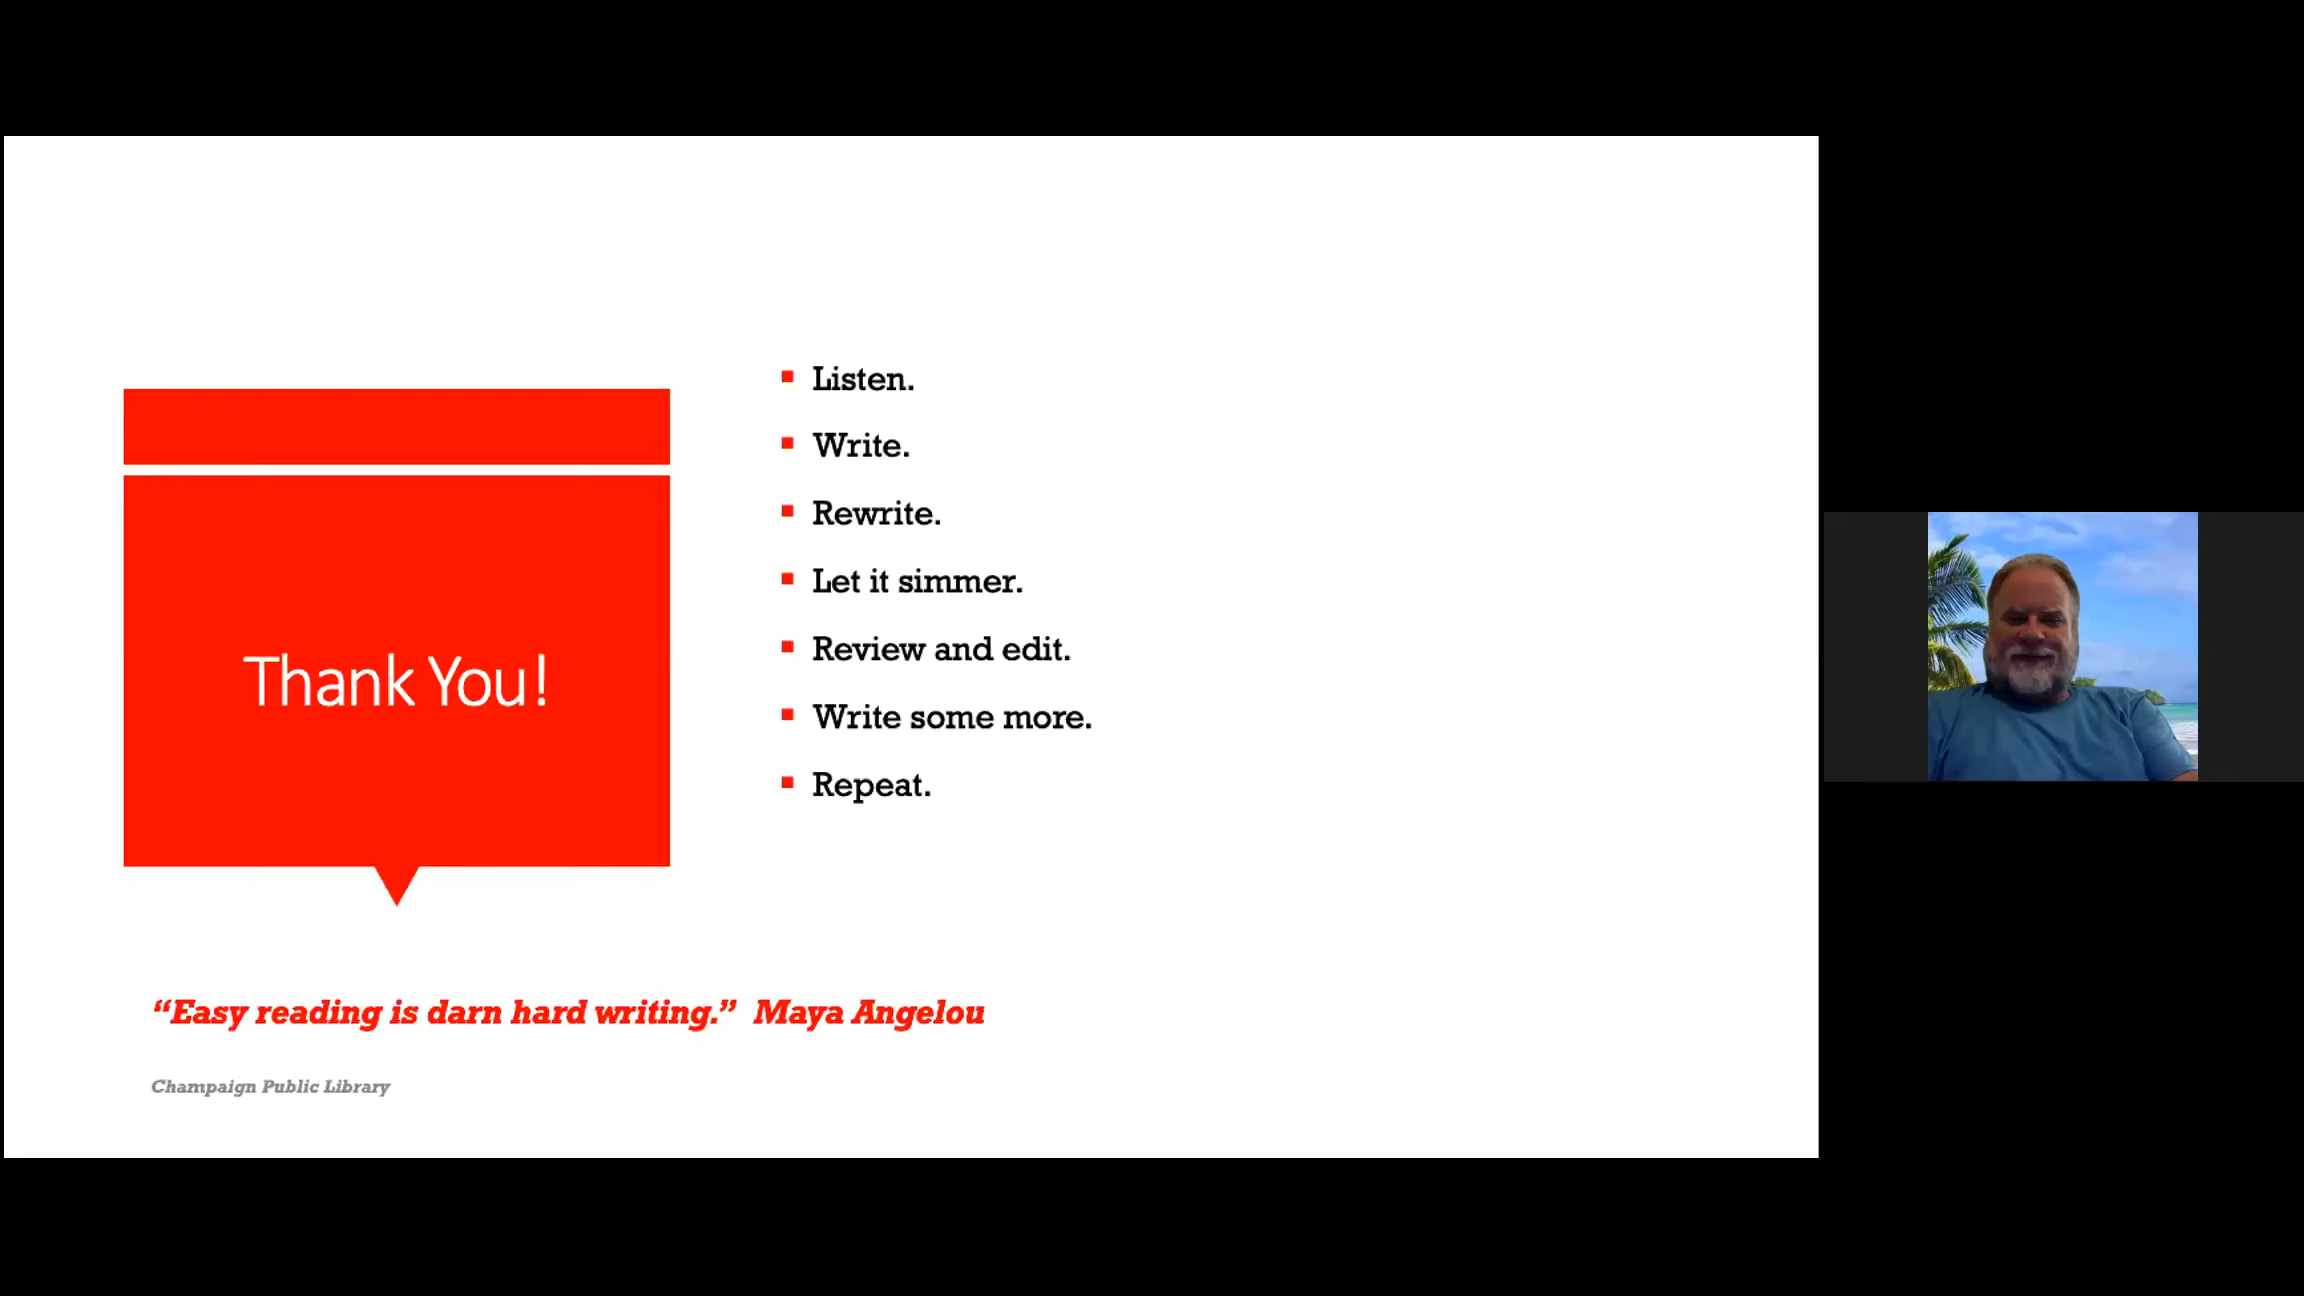 Thank You!
Listen.
Write.
Rewrite.
Let it simmer.
Review and edit.
Write some more.
Repeat.
“Easy reading is darn hard writing.” Maya Angelou
Champaign Public Library